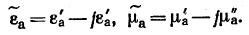 ε̃ₐ = ε′ₐ − jε′ₐ, μ̃ₐ = μ′ₐ − jμ″ₐ.